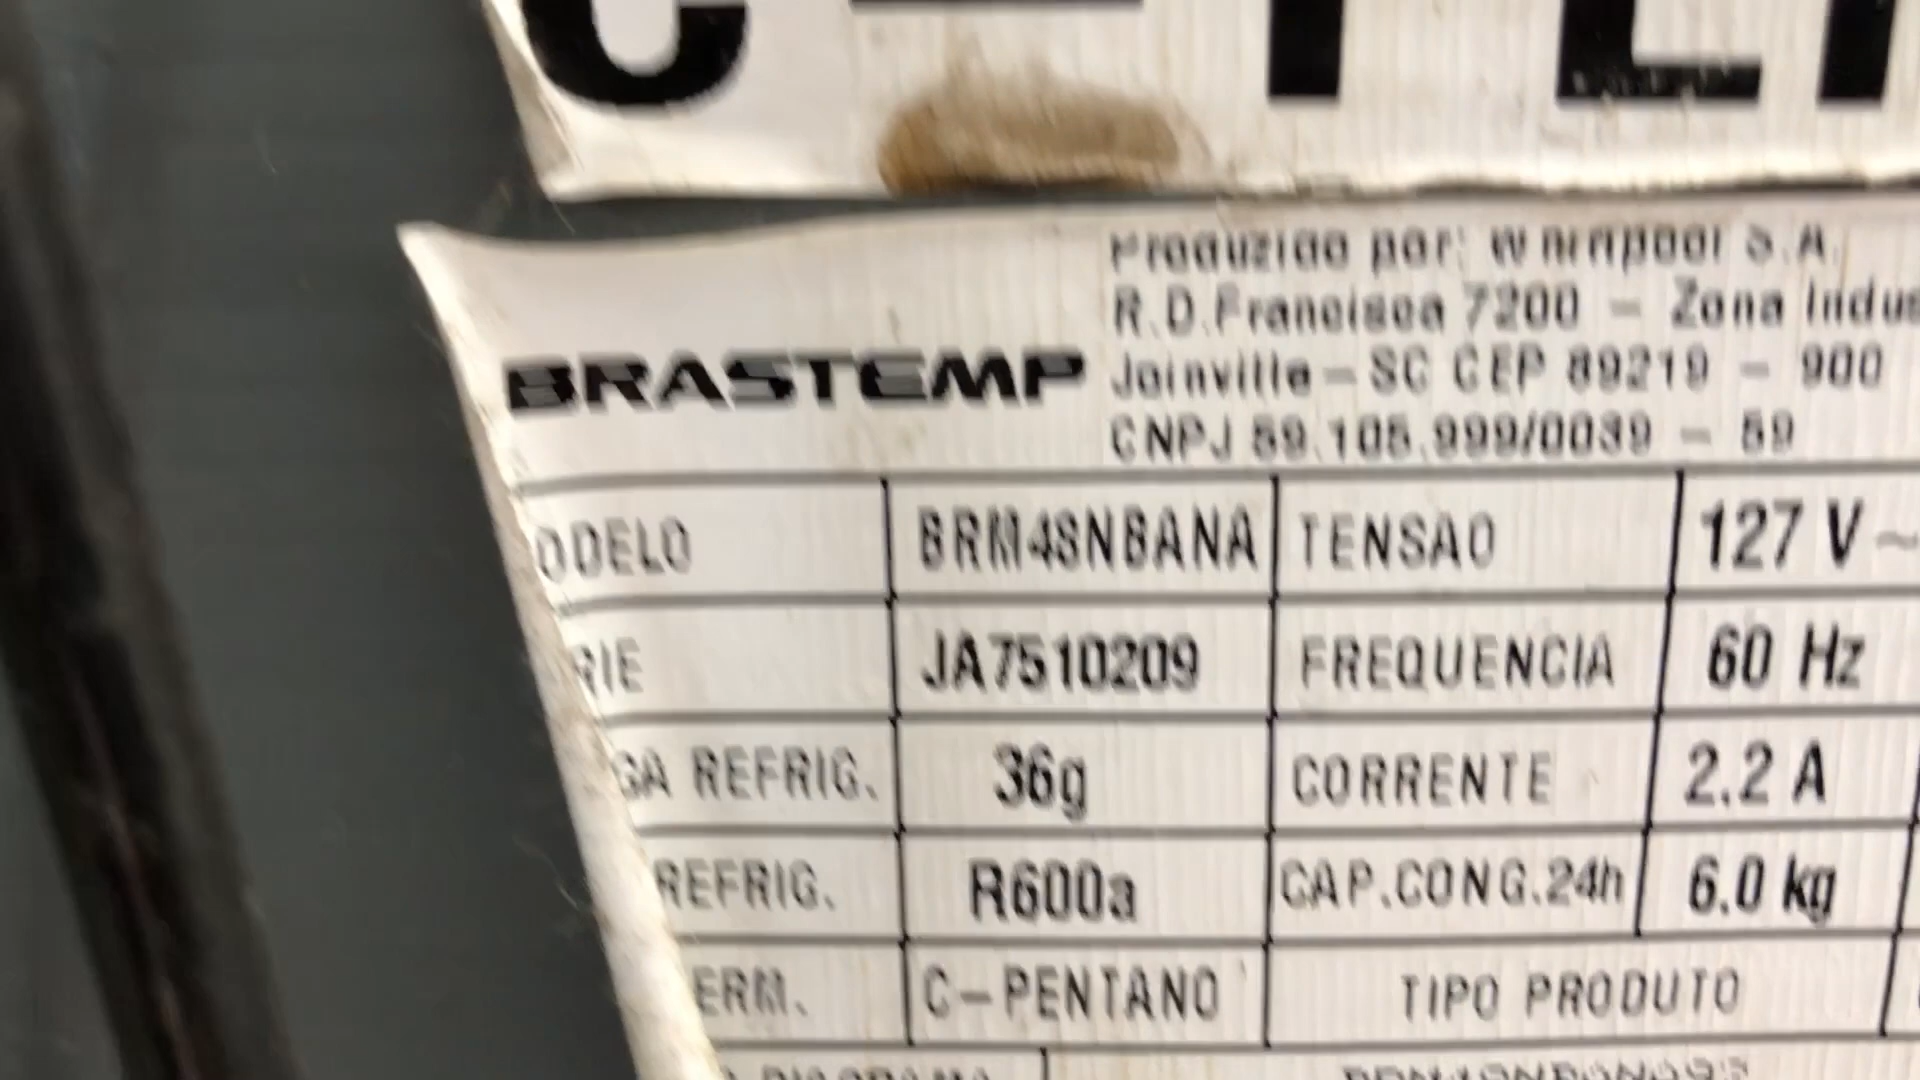 Produzido por: Whirlpool S.A.
R.D.Francisca 7200 – Zona Indus
BRASTEMP
Joinville – SC CEP 89219 – 900
CNPJ 59.105.999/0039 – 59
ODELO BRM48NBANA TENSAO 127 V ~
RIE JA7510209 FREQUENCIA 60 Hz
GA REFRIG. 36g CORRENTE 2.2 A
REFRIG. R600a CAP.CONG.24h 6.0 kg
ERM. C–PENTANO TIPO PRODUTO